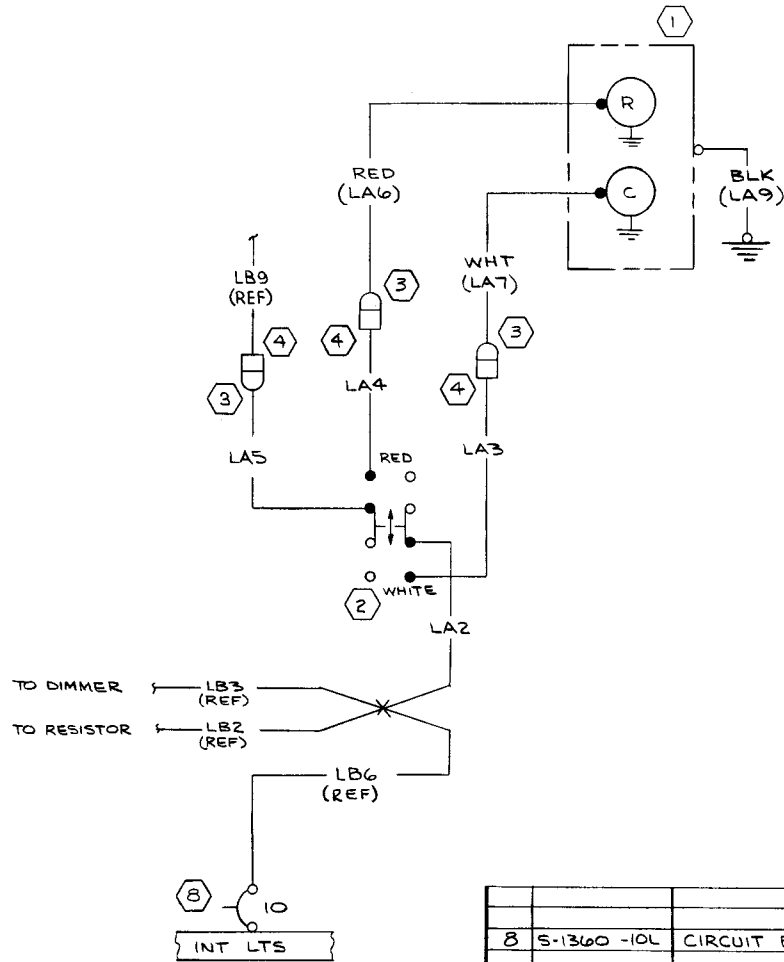 1
R
RED
(LA6)
C
BLK
(LA9)
WHT
(LA7)
LB9
(REF)
3
3
4
4
4
3
LA4
LA5
LA3
RED
2
WHITE
LA2
TO DIMMER
LB3
(REF)
TO RESISTOR
LB2
(REF)
LB6
(REF)
8
10
INT LTS
8 S-1360 -10L CIRCUIT